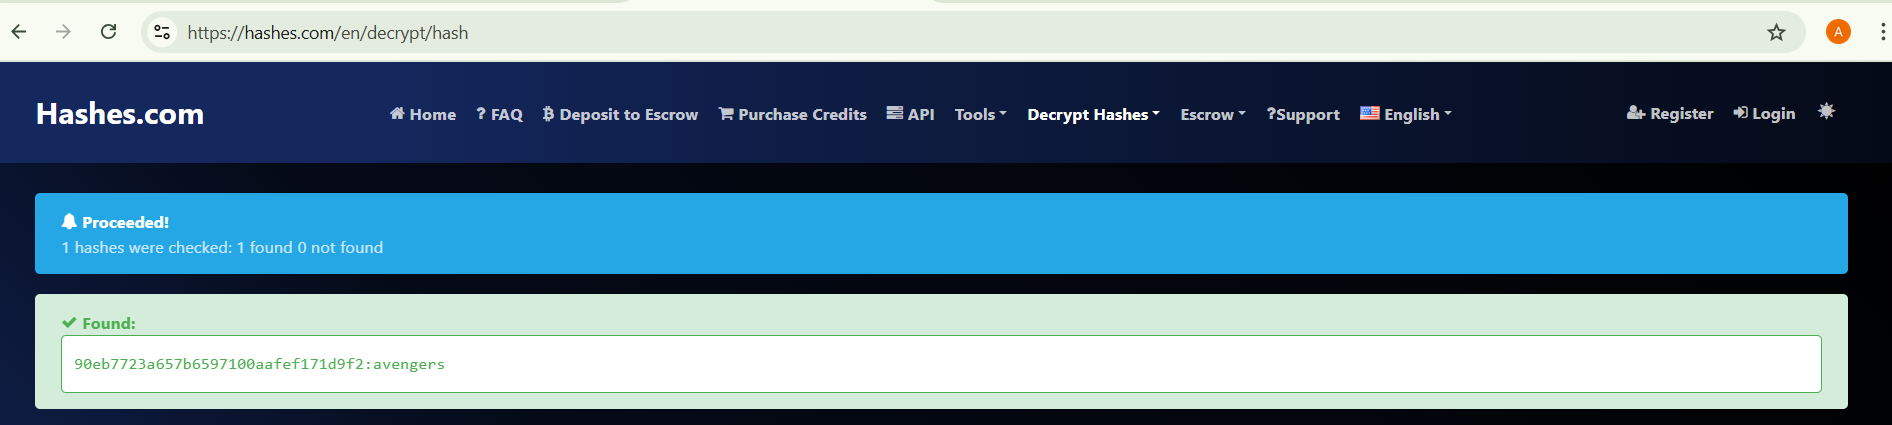 https://hashes.com/en/decrypt/hash
A
Hashes.com Home ? FAQ Deposit to Escrow Purchase Credits API Tools Decrypt Hashes Escrow ?Support English Register Login
Proceeded!
1 hashes were checked: 1 found 0 not found
Found:
90eb7723a657b6597100aafef171d9f2:avengers